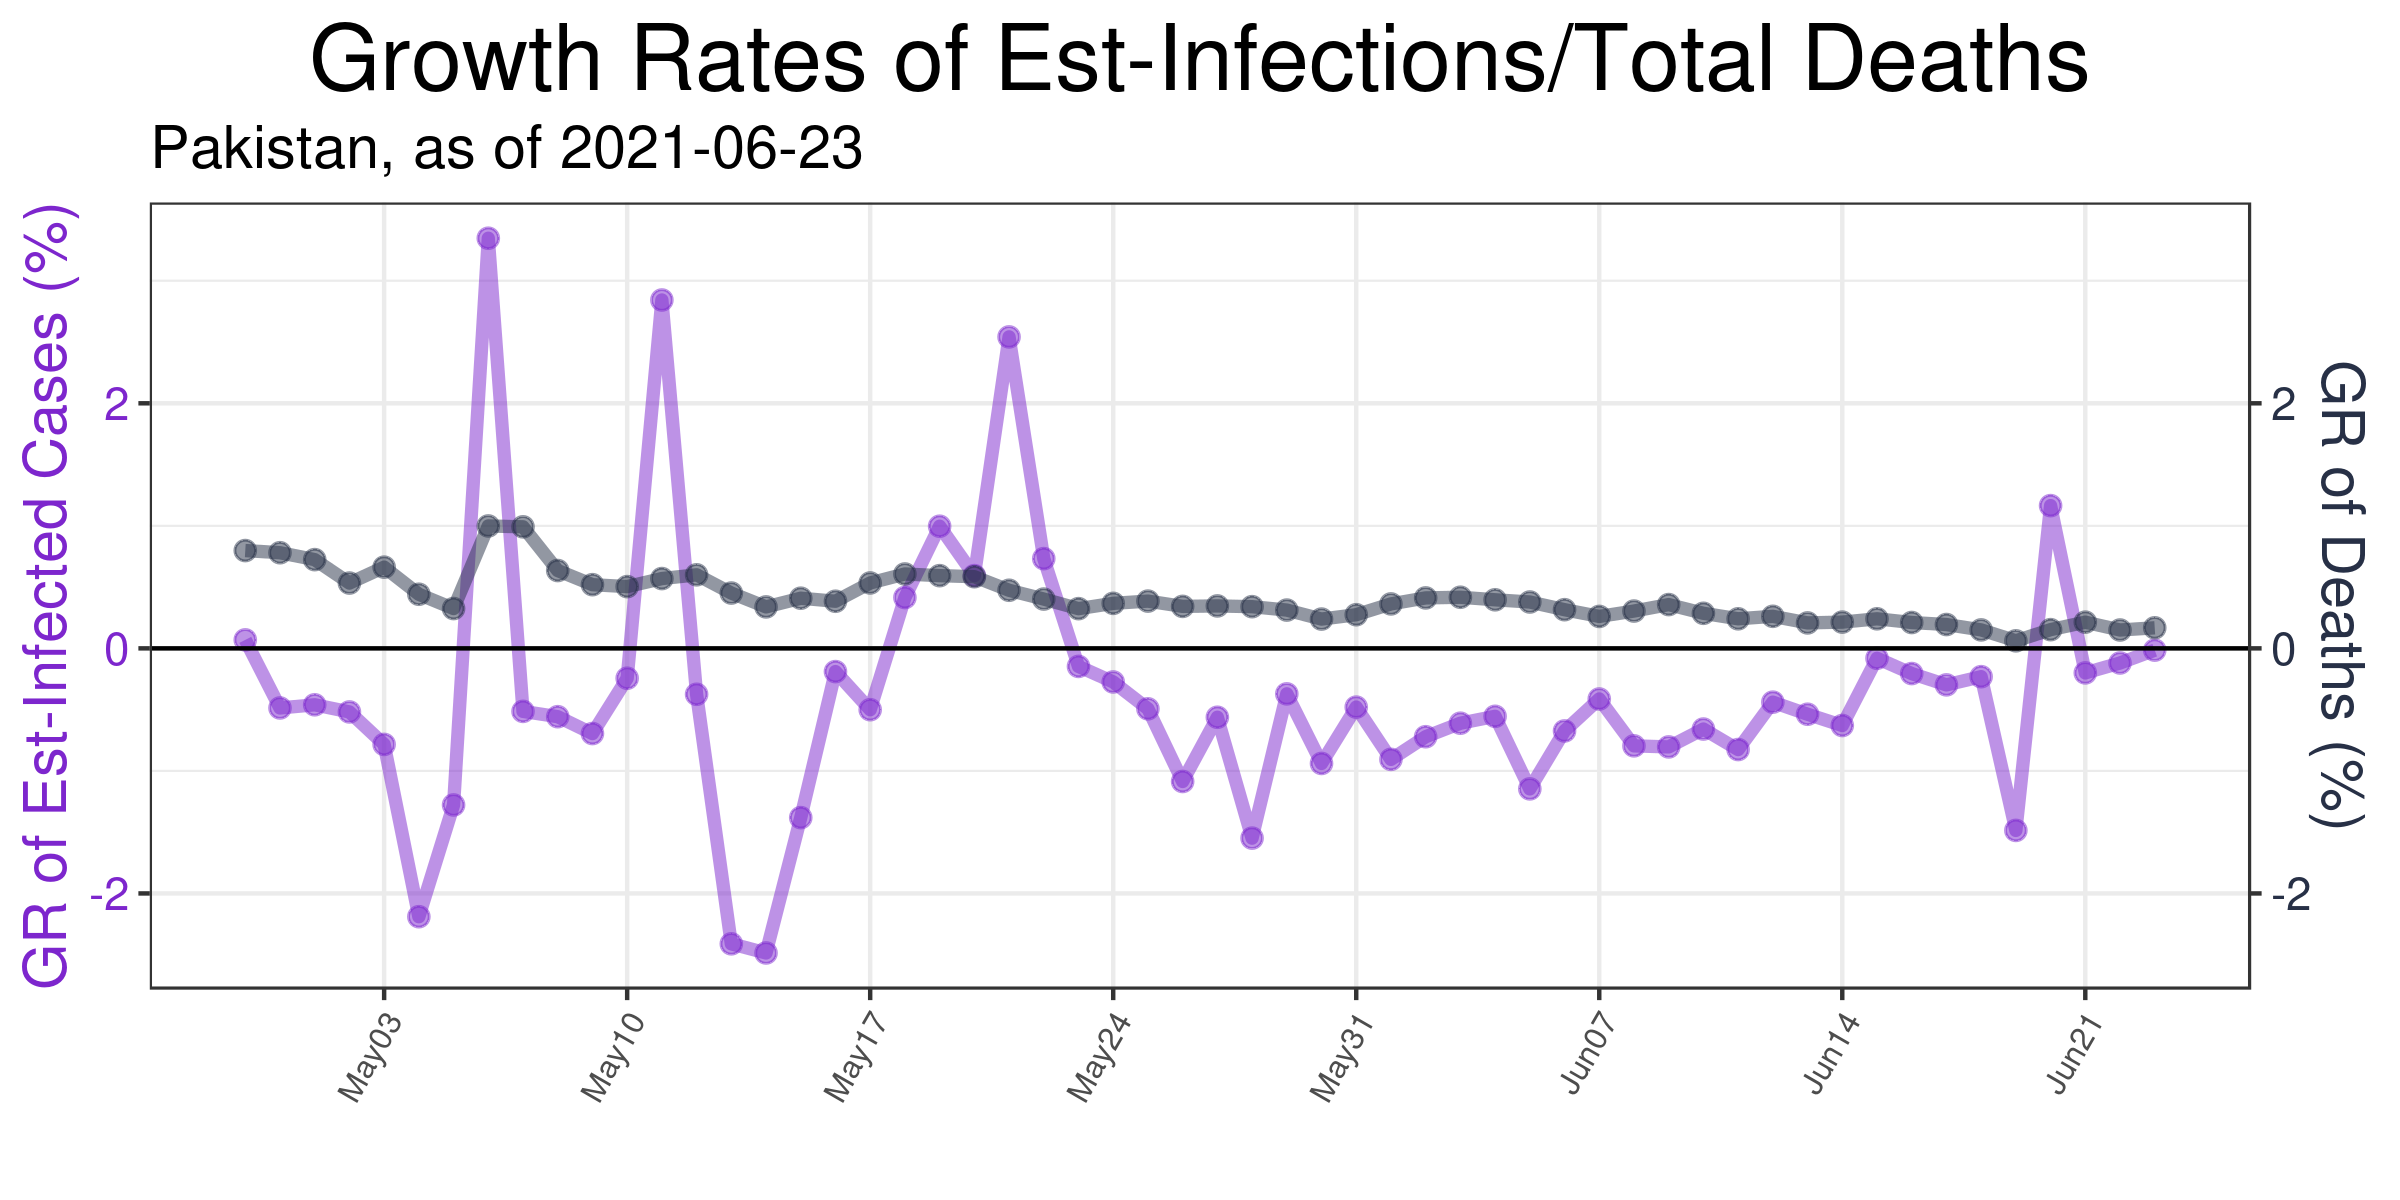 Growth Rates of Est-Infections/Total Deaths
Pakistan, as of 2021-06-23
GR of Est-Infected Cases (%)
2
0
-2
2
0
-2
GR of Deaths (%)
May03
May10
May17
May24
May31
Jun07
Jun14
Jun21